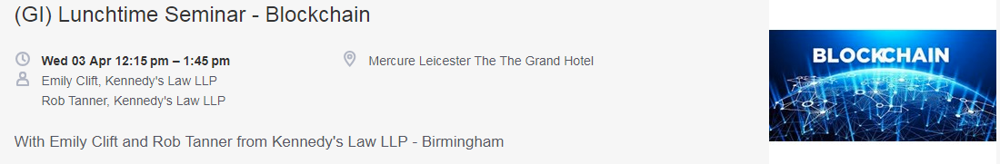 (GI) Lunchtime Seminar - Blockchain
Wed 03 Apr 12:15 pm – 1:45 pm
Mercure Leicester The The Grand Hotel
Emily Clift, Kennedy's Law LLP
Rob Tanner, Kennedy's Law LLP
With Emily Clift and Rob Tanner from Kennedy's Law LLP - Birmingham
BLOCKCHAIN